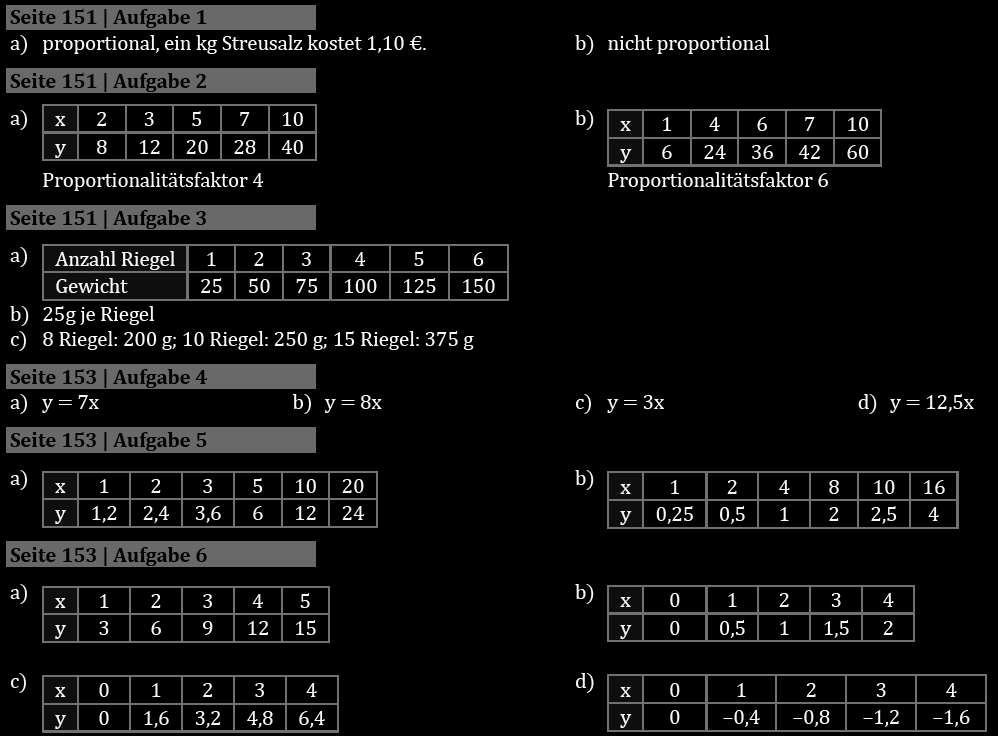 Seite 151 | Aufgabe 1
a) proportional, ein kg Streusalz kostet 1,10 €.
b) nicht proportional
Seite 151 | Aufgabe 2
a)
x 2 3 5 7 10
y 8 12 20 28 40
Proportionalitätsfaktor 4
b)
x 1 4 6 7 10
y 6 24 36 42 60
Proportionalitätsfaktor 6
Seite 151 | Aufgabe 3
a)
Anzahl Riegel 1 2 3 4 5 6
Gewicht 25 50 75 100 125 150
b) 25g je Riegel
c) 8 Riegel: 200 g; 10 Riegel: 250 g; 15 Riegel: 375 g
Seite 153 | Aufgabe 4
a) y = 7x b) y = 8x c) y = 3x d) y = 12,5x
Seite 153 | Aufgabe 5
a)
x 1 2 3 5 10 20
y 1,2 2,4 3,6 6 12 24
b)
x 1 2 4 8 10 16
y 0,25 0,5 1 2 2,5 4
Seite 153 | Aufgabe 6
a)
x 1 2 3 4 5
y 3 6 9 12 15
b)
x 0 1 2 3 4
y 0 0,5 1 1,5 2
c)
x 0 1 2 3 4
y 0 1,6 3,2 4,8 6,4
d)
x 0 1 2 3 4
y 0 −0,4 −0,8 −1,2 −1,6